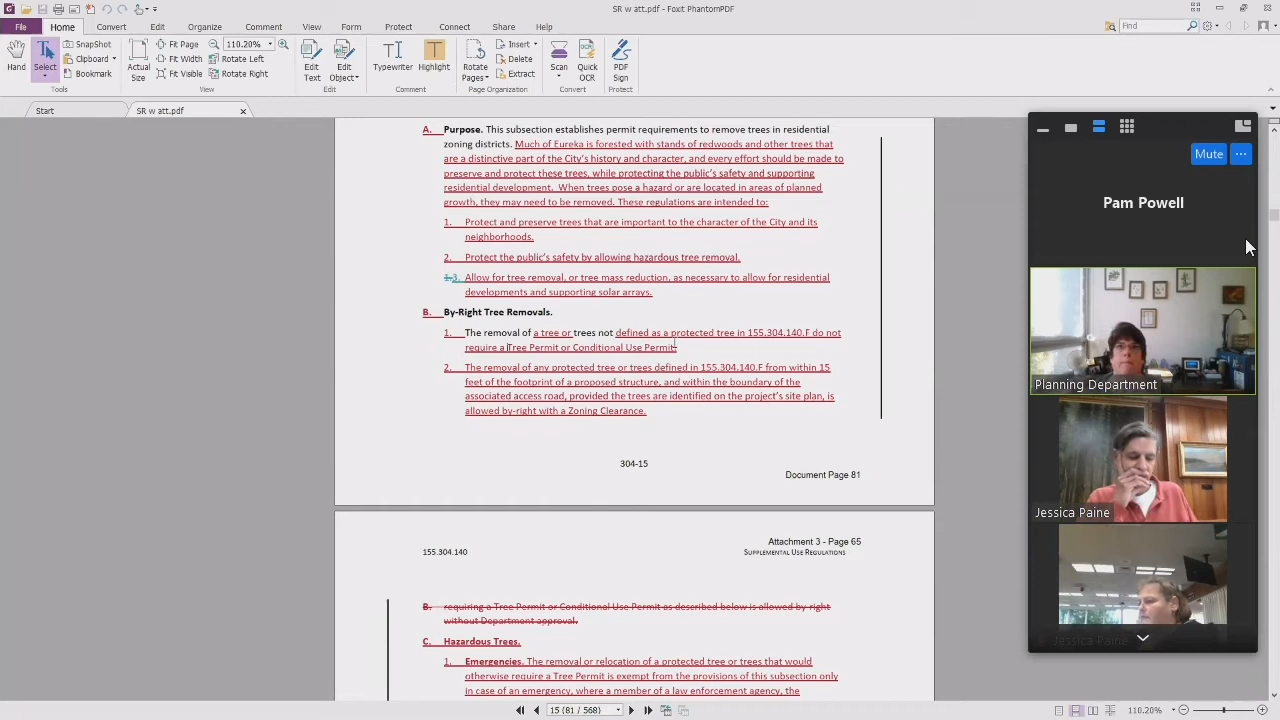 SR w att.pdf - Foxit PhantomPDF
File Home Convert Edit Organize Comment View Form Protect Connect Share Help
Find
Hand
Select
SnapShot
Clipboard
Bookmark
Tools
Actual
Size
Fit Page
Fit Width
Fit Visible
110.20%
Rotate Left
Rotate Right
View
Edit
Text
Edit
Object
Edit
Typewriter
Highlight
Comment
Rotate
Pages
Insert
Delete
Extract
Page Organization
Scan
Quick
OCR
Convert
PDF
Sign
Protect
Start
SR w att.pdf
A. Purpose. This subsection establishes permit requirements to remove trees in residential
zoning districts. Much of Eureka is forested with stands of redwoods and other trees that
are a distinctive part of the City's history and character, and every effort should be made to
preserve and protect these trees, while protecting the public's safety and supporting
residential development. When trees pose a hazard or are located in areas of planned
growth, they may need to be removed. These regulations are intended to:
1. Protect and preserve trees that are important to the character of the City and its
neighborhoods.
2. Protect the public's safety by allowing hazardous tree removal.
1.3. Allow for tree removal, or tree mass reduction, as necessary to allow for residential
developments and supporting solar arrays.
B. By-Right Tree Removals.
1. The removal of a tree or trees not defined as a protected tree in 155.304.140.F do not
require a Tree Permit or Conditional Use Permit.
2. The removal of any protected tree or trees defined in 155.304.140.F from within 15
feet of the footprint of a proposed structure, and within the boundary of the
associated access road, provided the trees are identified on the project's site plan, is
allowed by-right with a Zoning Clearance.
304-15
Document Page 81
Attachment 3 - Page 65
155.304.140 Supplemental Use Regulations
B. requiring a Tree Permit or Conditional Use Permit as described below is allowed by-right
without Department approval.
C. Hazardous Trees.
1. Emergencies. The removal or relocation of a protected tree or trees that would
otherwise require a Tree Permit is exempt from the provisions of this subsection only
in case of an emergency, where a member of a law enforcement agency, the
Mute ...
Pam Powell
Planning Department
Jessica Paine
Jessica Paine
15 (81 / 568)
110.20%